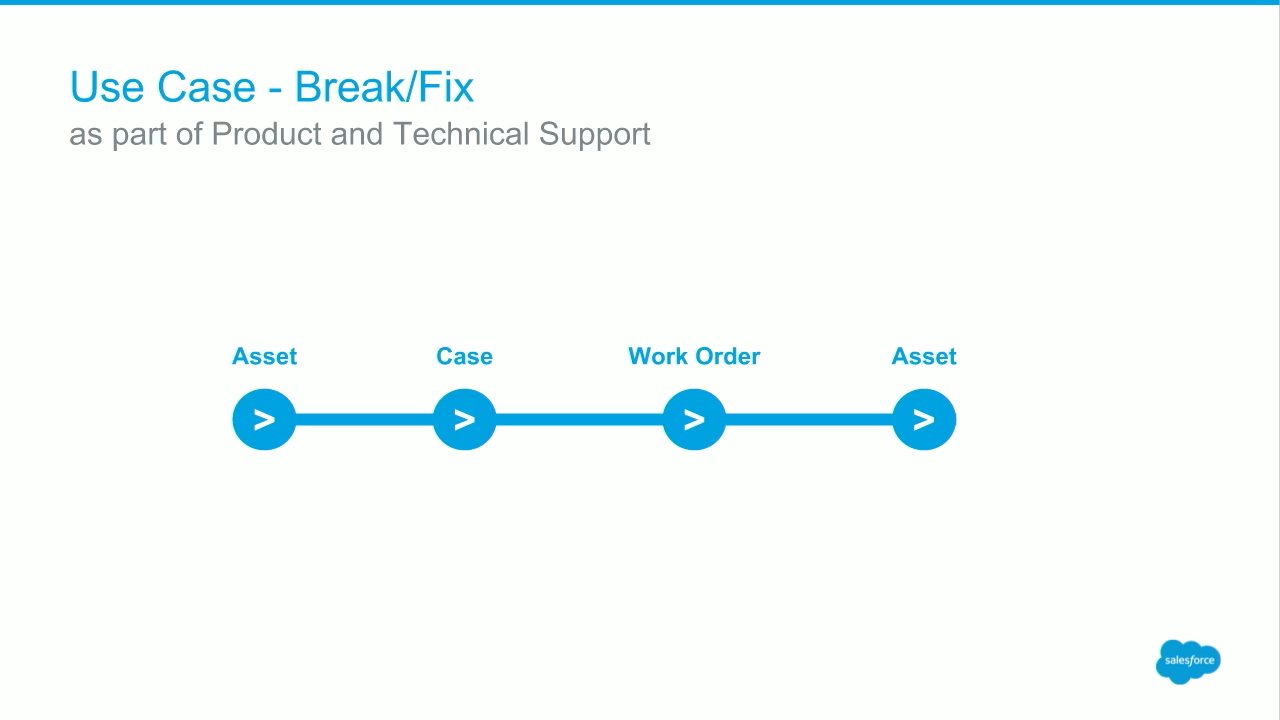 Use Case - Break/Fix
as part of Product and Technical Support
Asset Case Work Order Asset
> > > >
salesforce